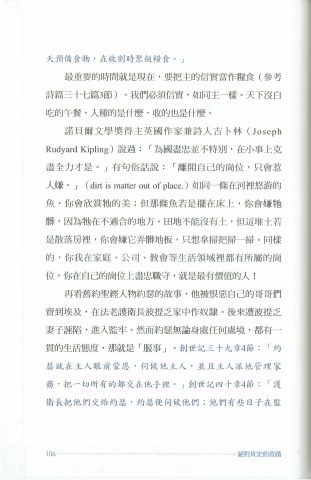 天預備食物，在收割時聚斂糧食。」
最重要的時間就是現在，要把主的信實當作糧食（參考
詩篇三十七篇3節）。我們必須信實，如同主一樣。天下沒白
吃的午餐，人種的是什麼，收的也是什麼。
諾貝爾文學獎得主英國作家兼詩人吉卜林（Joseph
Rudyard Kipling）說過：「為國盡忠並不特別，在小事上克
盡全力才是。」有句俗話說：「離開自己的崗位，只會惹
人嫌。」（dirt is matter out of place.）如同一條在河裡悠游的
魚，你會欣賞牠的美；但那條魚若是擺在床上，你會嫌牠
髒，因為牠在不適合的地方。田地不能沒有土，但這堆土若
是散落房裡，你會嫌它弄髒地板，只想拿掃把掃一掃。同樣
的，你我在家庭、公司、教會等生活領域裡都有所屬的崗
位。你在自己的崗位上盡忠職守，就是最有價值的人！
再看舊約聖經人物約瑟的故事，他被恨惡自己的哥哥們
賣到埃及，在法老護衛長波提乏家中作奴隸。後來遭波提乏
妻子誣陷，進入監牢。然而約瑟無論身處任何處境，都有一
貫的生活態度，那就是「服事」。創世記三十九章4節：「約
瑟就在主人眼前蒙恩，伺候他主人，並且主人派他管理家
務，把一切所有的都交在他手裡。」創世記四十章4節：「護
衛長把他們交給約瑟，約瑟便伺候他們；他們有些日子在監
106
絕對肯定的奇蹟